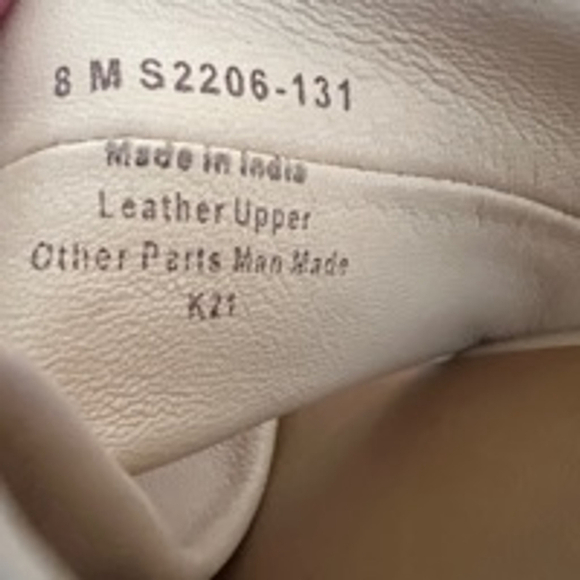 8 M S2206-131
Made in India
Leather Upper
Other Parts Man Made
K21